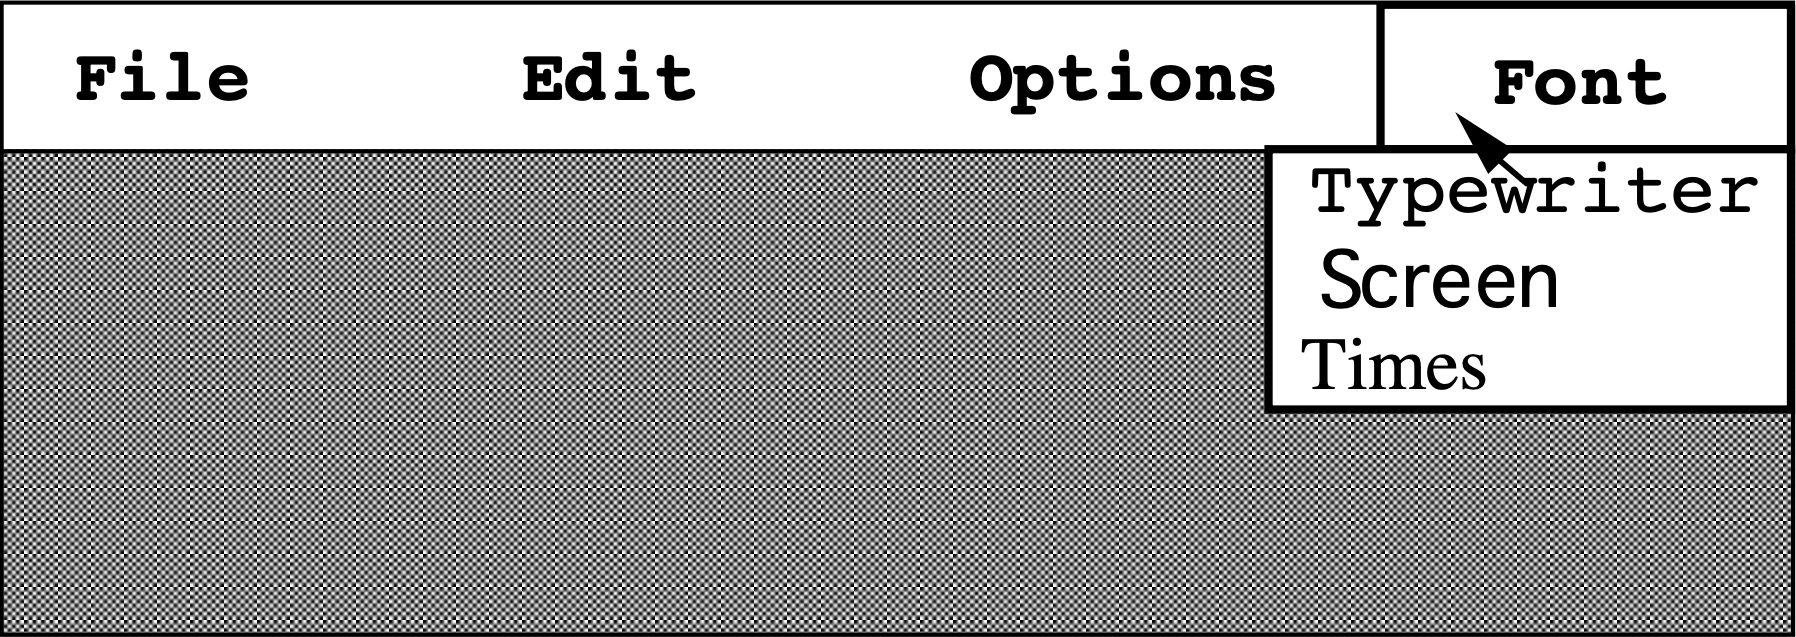 File Edit Options Font
Typewriter
Screen
Times